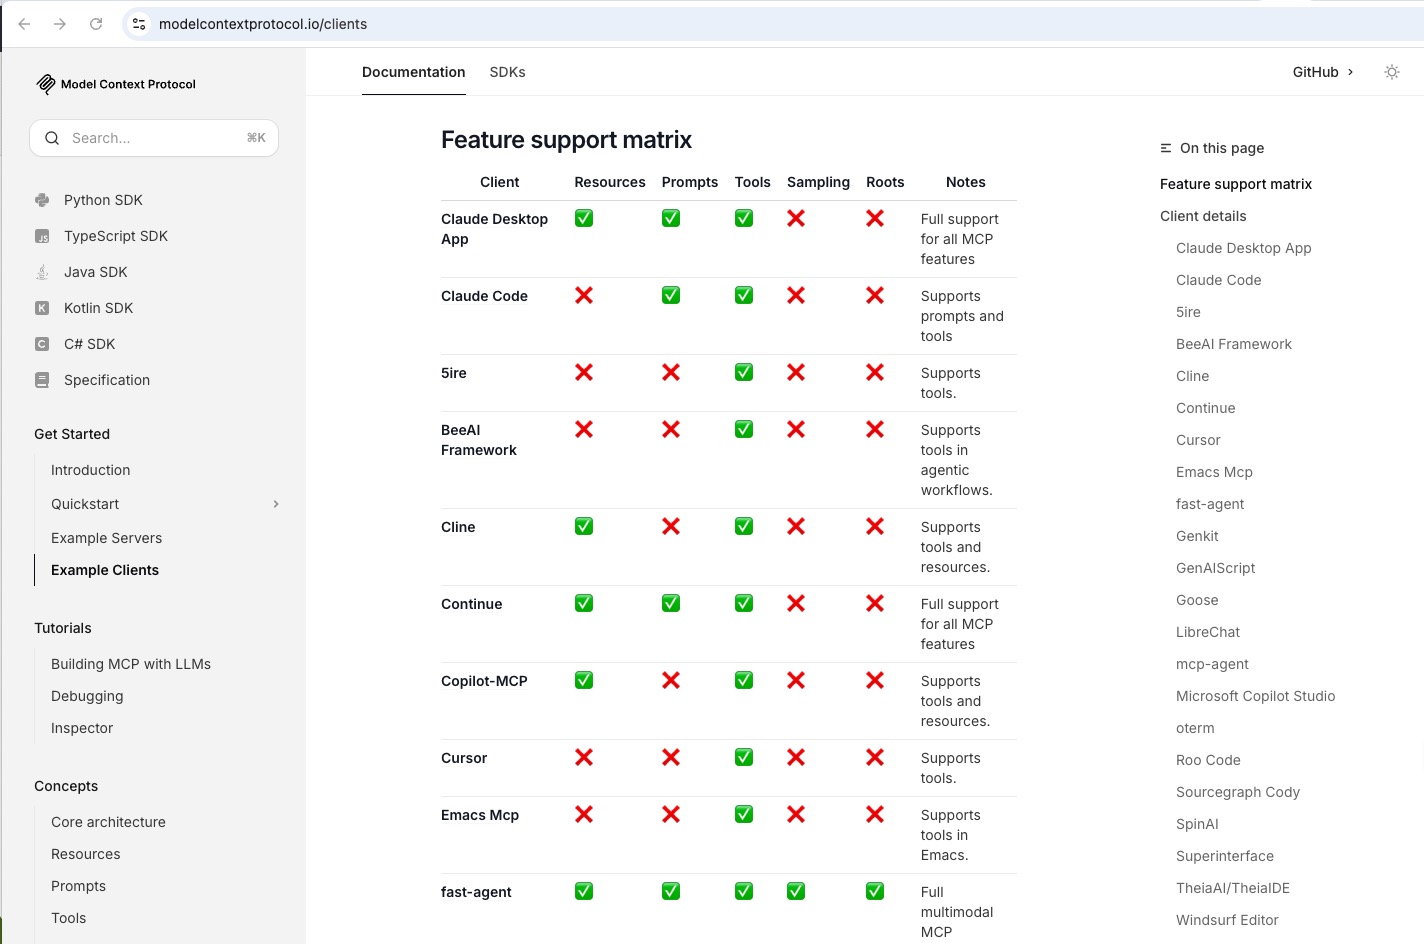 modelcontextprotocol.io/clients
Model Context Protocol
Search...
⌘K
Python SDK
TypeScript SDK
Java SDK
Kotlin SDK
C# SDK
Specification
Get Started
Introduction
Quickstart
Example Servers
Example Clients
Tutorials
Building MCP with LLMs
Debugging
Inspector
Concepts
Core architecture
Resources
Prompts
Tools
Documentation SDKs
GitHub
Feature support matrix
Client Resources Prompts Tools Sampling Roots Notes
Claude Desktop App ✅ ✅ ✅ ❌ ❌ Full support for all MCP features
Claude Code ❌ ✅ ✅ ❌ ❌ Supports prompts and tools
5ire ❌ ❌ ✅ ❌ ❌ Supports tools.
BeeAI Framework ❌ ❌ ✅ ❌ ❌ Supports tools in agentic workflows.
Cline ✅ ❌ ✅ ❌ ❌ Supports tools and resources.
Continue ✅ ✅ ✅ ❌ ❌ Full support for all MCP features
Copilot-MCP ✅ ❌ ✅ ❌ ❌ Supports tools and resources.
Cursor ❌ ❌ ✅ ❌ ❌ Supports tools.
Emacs Mcp ❌ ❌ ✅ ❌ ❌ Supports tools in Emacs.
fast-agent ✅ ✅ ✅ ✅ ✅ Full multimodal MCP
On this page
Feature support matrix
Client details
Claude Desktop App
Claude Code
5ire
BeeAI Framework
Cline
Continue
Cursor
Emacs Mcp
fast-agent
Genkit
GenAIScript
Goose
LibreChat
mcp-agent
Microsoft Copilot Studio
oterm
Roo Code
Sourcegraph Cody
SpinAI
Superinterface
TheiaAI/TheiaIDE
Windsurf Editor